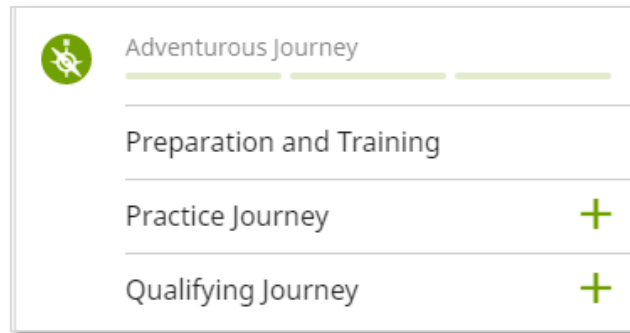 N
Adventurous Journey
Preparation and Training
Practice Journey
Qualifying Journey